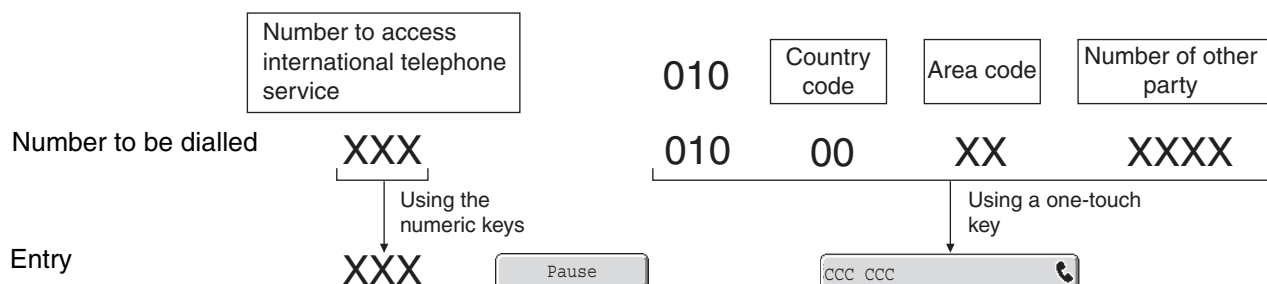 Number to access
international telephone
service
010
Country
code
Area code
Number of other
party
Number to be dialled
XXX
010
00
XX
XXXX
Using the
numeric keys
Using a one-touch
key
Entry
XXX
Pause
ccc ccc